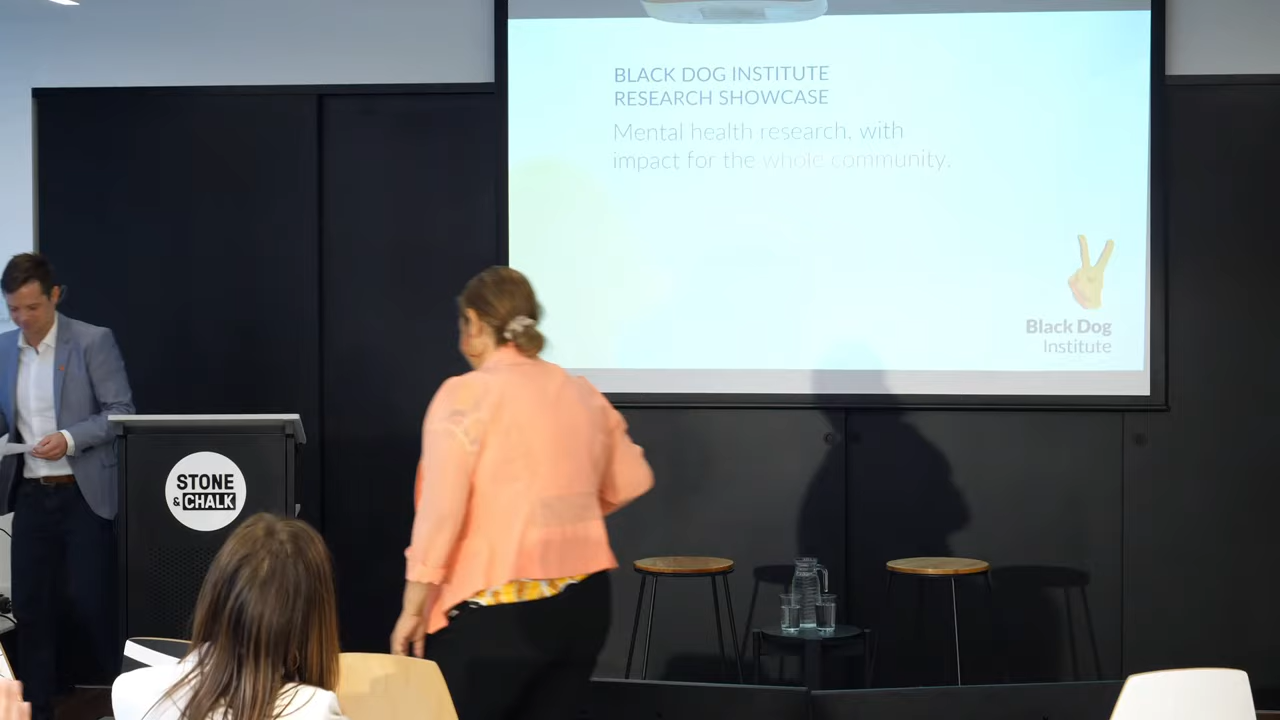 BLACK DOG INSTITUTE
RESEARCH SHOWCASE
Mental health research, with
impact for the whole community.
Black Dog
Institute
STONE
& CHALK